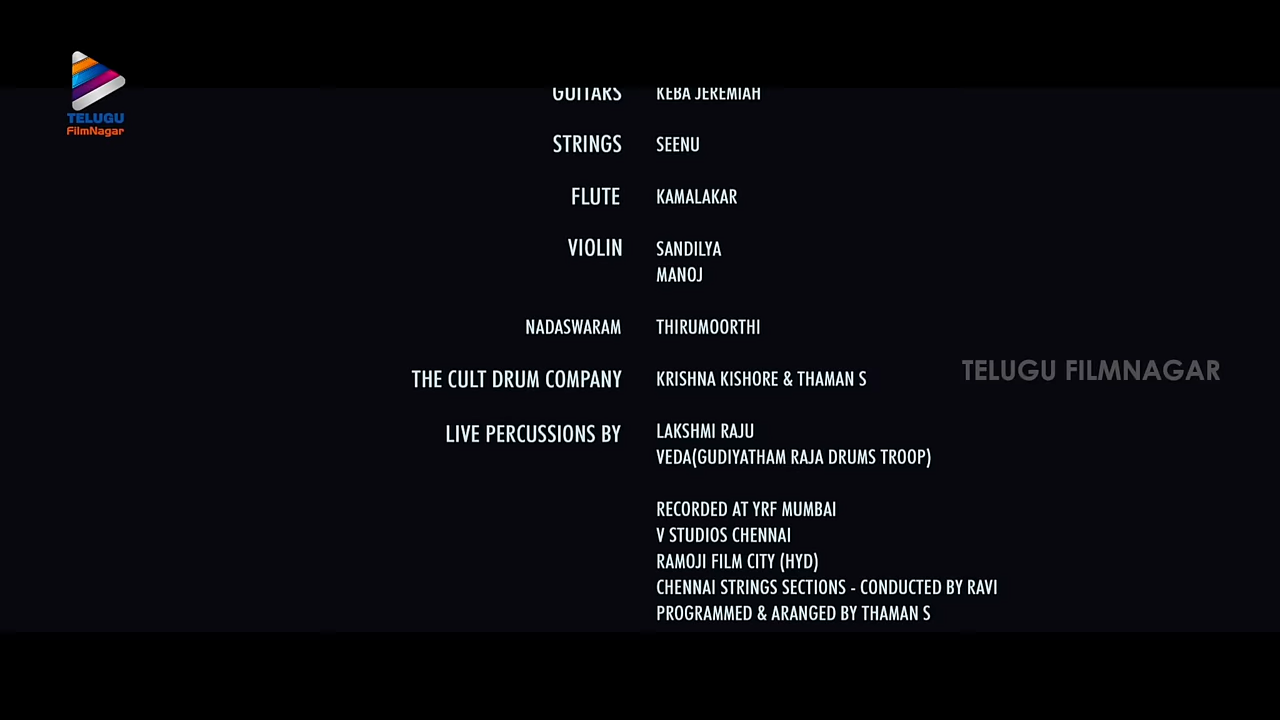 TELUGU
FilmNagar
GUITARS KEBA JEREMIAH
STRINGS SEENU
FLUTE KAMALAKAR
VIOLIN SANDILYA
MANOJ
NADASWARAM THIRUMOORTHI
THE CULT DRUM COMPANY KRISHNA KISHORE & THAMAN S
TELUGU FILMNAGAR
LIVE PERCUSSIONS BY LAKSHMI RAJU
VEDA(GUDIYATHAM RAJA DRUMS TROOP)
RECORDED AT YRF MUMBAI
V STUDIOS CHENNAI
RAMOJI FILM CITY (HYD)
CHENNAI STRINGS SECTIONS - CONDUCTED BY RAVI
PROGRAMMED & ARANGED BY THAMAN S